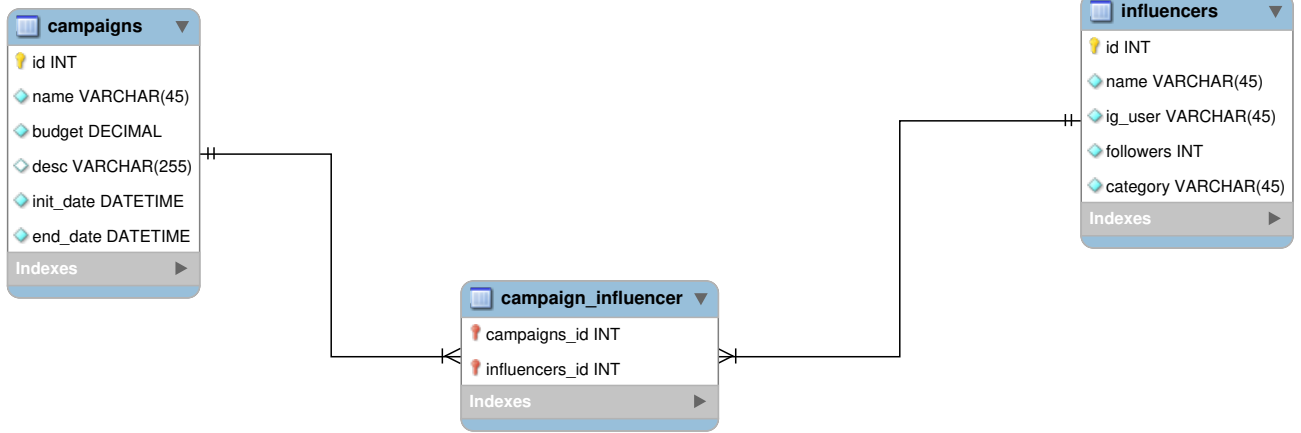 campaigns
id INT
name VARCHAR(45)
budget DECIMAL
desc VARCHAR(255)
init_date DATETIME
end_date DATETIME
Indexes
influencers
id INT
name VARCHAR(45)
ig_user VARCHAR(45)
followers INT
category VARCHAR(45)
Indexes
campaign_influencer
campaigns_id INT
influencers_id INT
Indexes